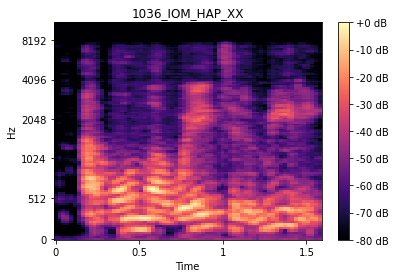 1036_IOM_HAP_XX
+0 dB
8192
-10 dB
4096
-20 dB
-30 dB
2048
Hz
-40 dB
1024
-50 dB
512
-60 dB
-70 dB
0
-80 dB
0
0.5
1
1.5
Time